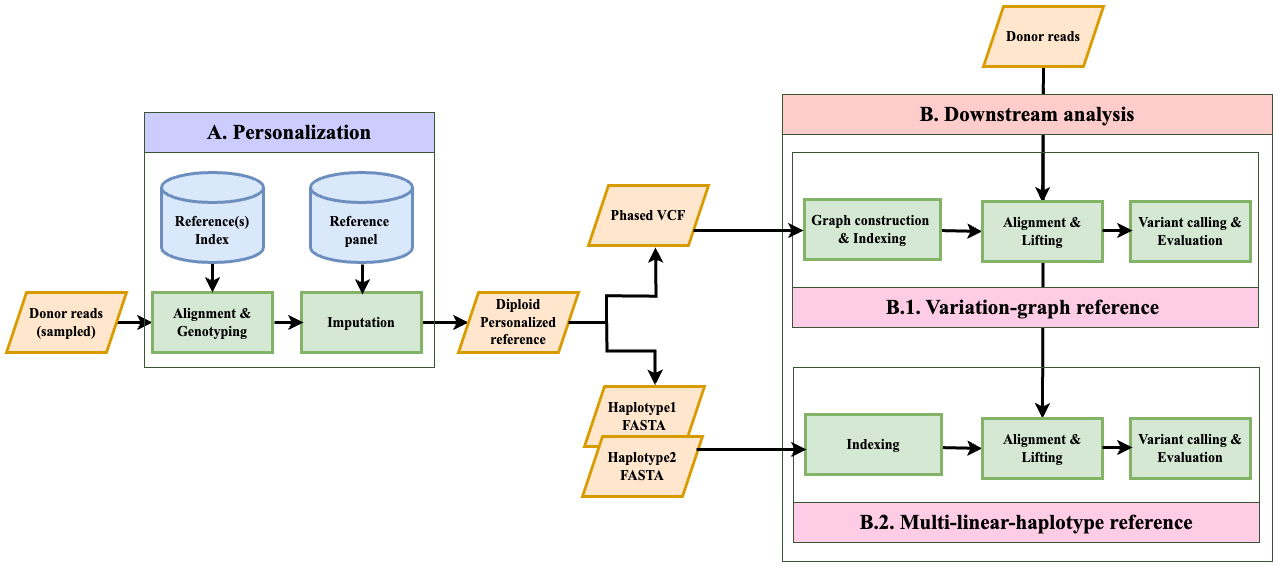 Donor reads
A. Personalization
B. Downstream analysis
Reference(s)
Index
Reference
panel
Donor reads
(sampled)
Alignment &
Genotyping
Imputation
Diploid
Personalized
reference
Phased VCF
Haplotype1
FASTA
Haplotype2
FASTA
Graph construction
& Indexing
Alignment &
Lifting
Variant calling &
Evaluation
B.1. Variation-graph reference
Indexing
Alignment &
Lifting
Variant calling &
Evaluation
B.2. Multi-linear-haplotype reference